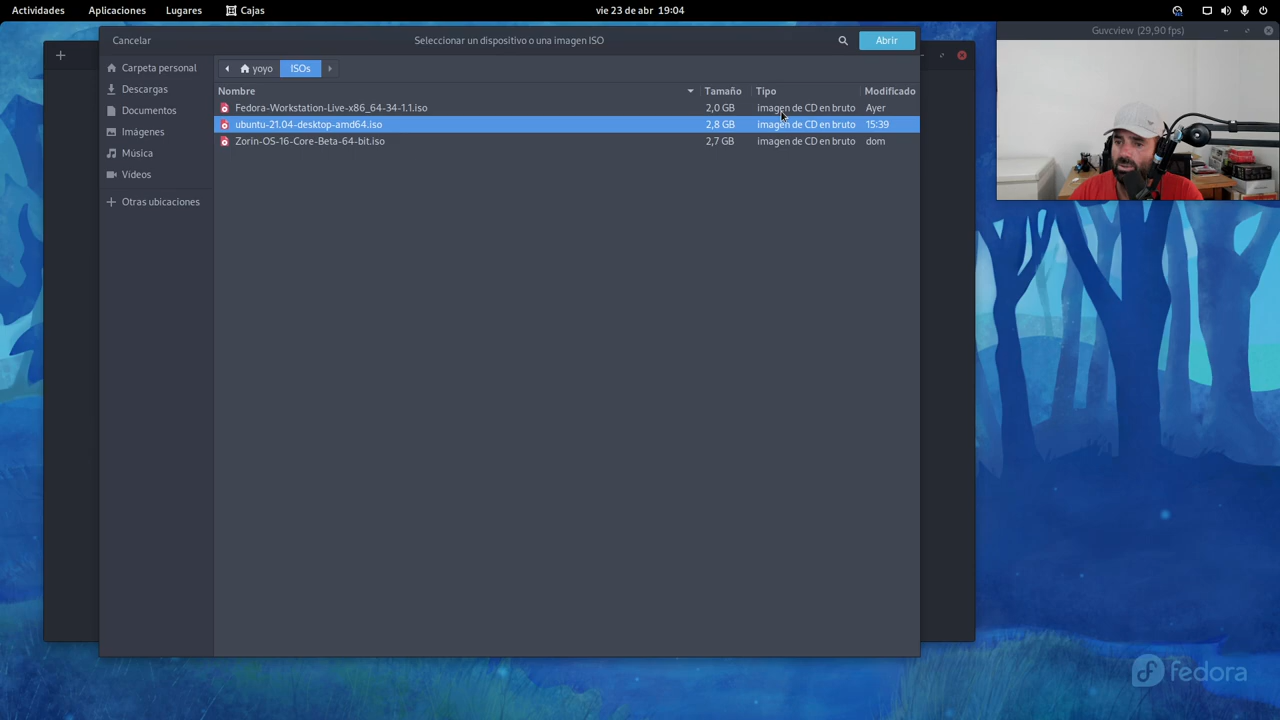 Actividades Aplicaciones Lugares Cajas vie 23 de abr 19:04
Guvcview (29,90 fps)
Cancelar Seleccionar un dispositivo o una imagen ISO Abrir
Carpeta personal
Descargas
Documentos
Imágenes
Música
Vídeos
Otras ubicaciones
yoyo ISOs
Nombre Tamaño Tipo Modificado
Fedora-Workstation-Live-x86_64-34-1.1.iso 2,0 GB imagen de CD en bruto Ayer
ubuntu-21.04-desktop-amd64.iso 2,8 GB imagen de CD en bruto 15:39
Zorin-OS-16-Core-Beta-64-bit.iso 2,7 GB imagen de CD en bruto dom
fedora